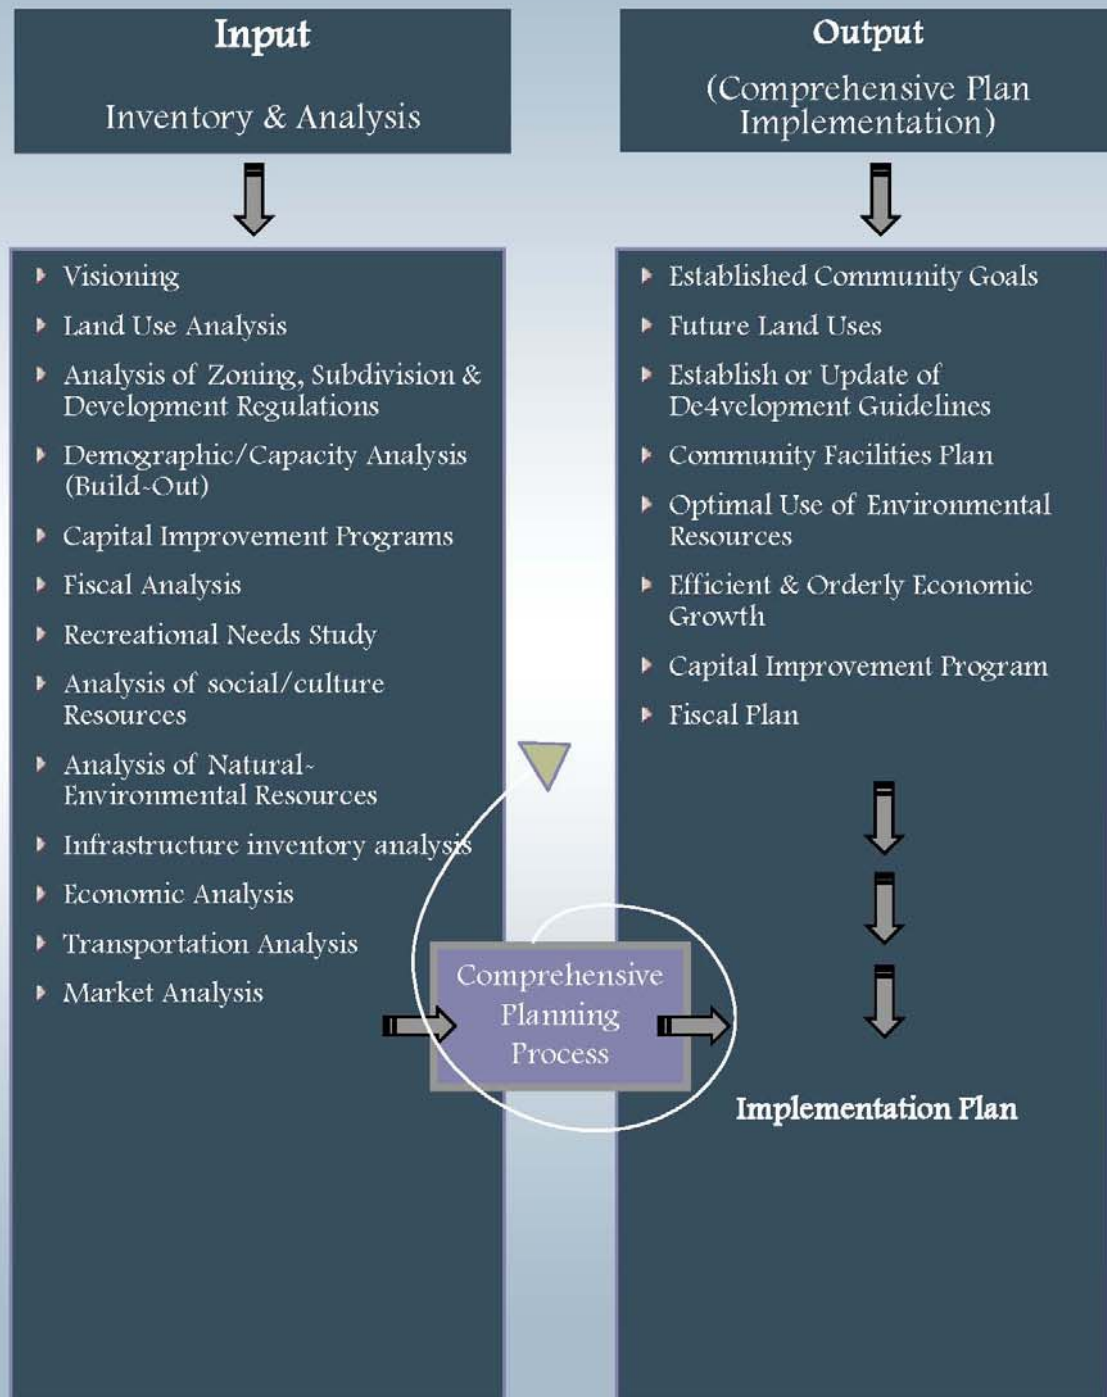 Input
Inventory & Analysis
Visioning
Land Use Analysis
Analysis of Zoning, Subdivision &
Development Regulations
Demographic/Capacity Analysis
(Build-Out)
Capital Improvement Programs
Fiscal Analysis
Recreational Needs Study
Analysis of social/culture
Resources
Analysis of Natural-
Environmental Resources
Infrastructure inventory analysis
Economic Analysis
Transportation Analysis
Market Analysis
Comprehensive
Planning
Process
Output
(Comprehensive Plan
Implementation)
Established Community Goals
Future Land Uses
Establish or Update of
De4velopment Guidelines
Community Facilities Plan
Optimal Use of Environmental
Resources
Efficient & Orderly Economic
Growth
Capital Improvement Program
Fiscal Plan
Implementation Plan